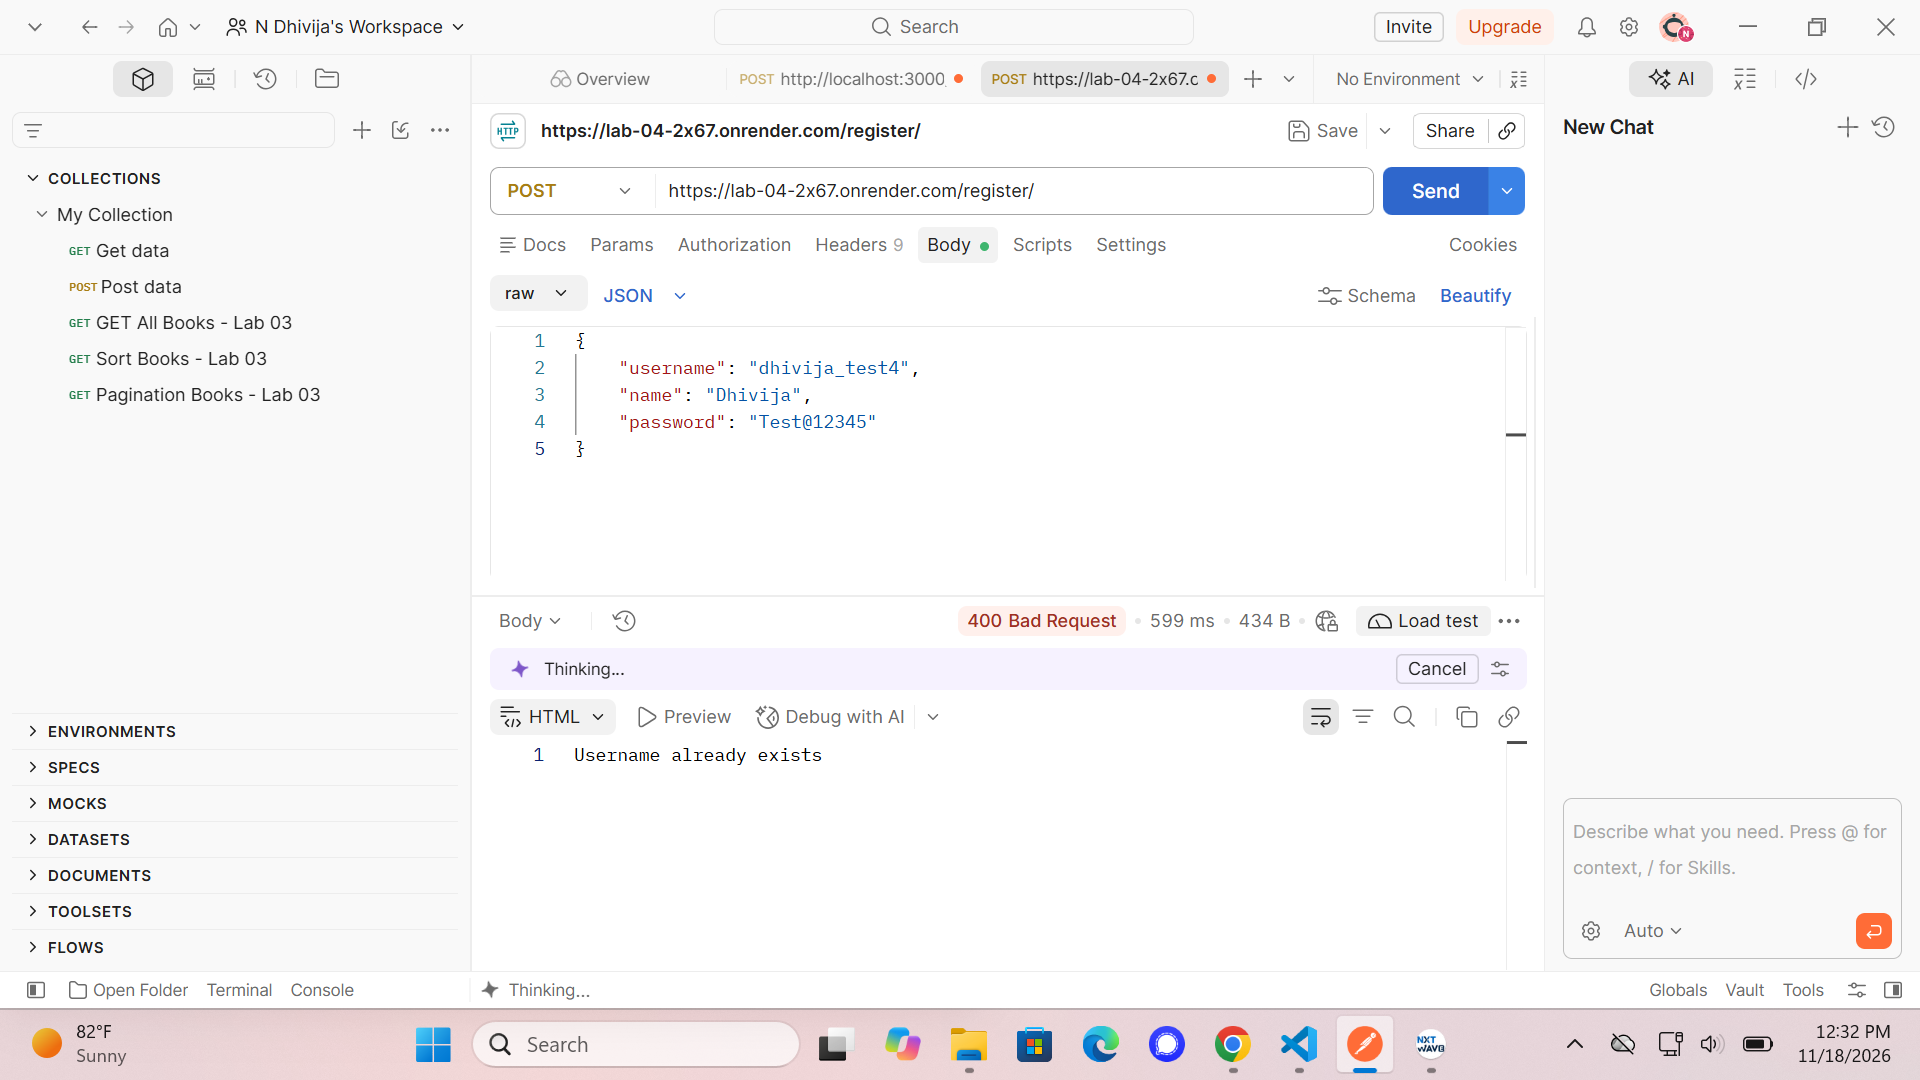 N Dhivija's Workspace
Search
Invite
Upgrade
N
Overview
POST http://localhost:3000,
POST https://lab-04-2x67.c
No Environment
AI
HTTP
https://lab-04-2x67.onrender.com/register/
Save
Share
New Chat
COLLECTIONS
My Collection
GET Get data
POST Post data
GET GET All Books - Lab 03
GET Sort Books - Lab 03
GET Pagination Books - Lab 03
ENVIRONMENTS
SPECS
MOCKS
DATASETS
DOCUMENTS
TOOLSETS
FLOWS
POST
https://lab-04-2x67.onrender.com/register/
Send
Docs
Params
Authorization
Headers 9
Body
Scripts
Settings
Cookies
raw
JSON
Schema
Beautify
1 {
2 "username": "dhivija_test4",
3 "name": "Dhivija",
4 "password": "Test@12345"
5 }
Body
400 Bad Request
599 ms
434 B
Load test
Thinking...
Cancel
HTML
Preview
Debug with AI
1 Username already exists
Describe what you need. Press @ for
context, / for Skills.
Auto
Open Folder
Terminal
Console
Thinking...
Globals
Vault
Tools
82°F
Sunny
Search
NXT
WAVE
12:32 PM
11/18/2026